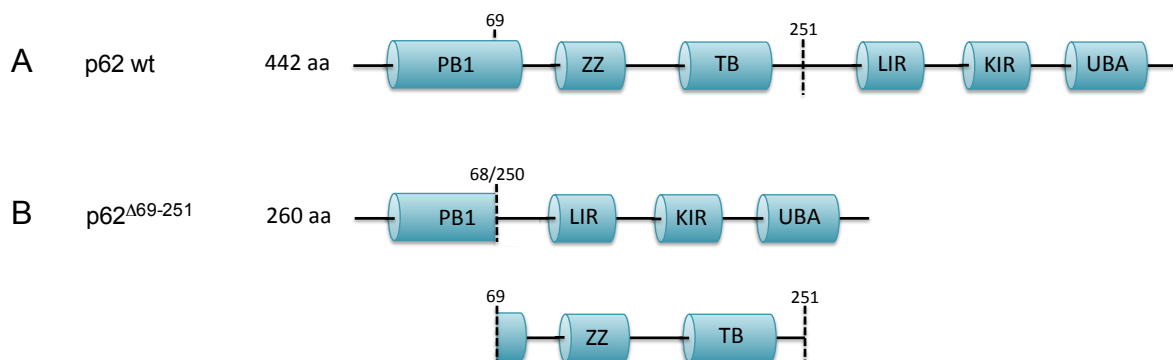 69
251
A p62 wt 442 aa PB1 ZZ TB LIR KIR UBA
68/250
B p62Δ69-251 260 aa PB1 LIR KIR UBA
69
251
ZZ TB